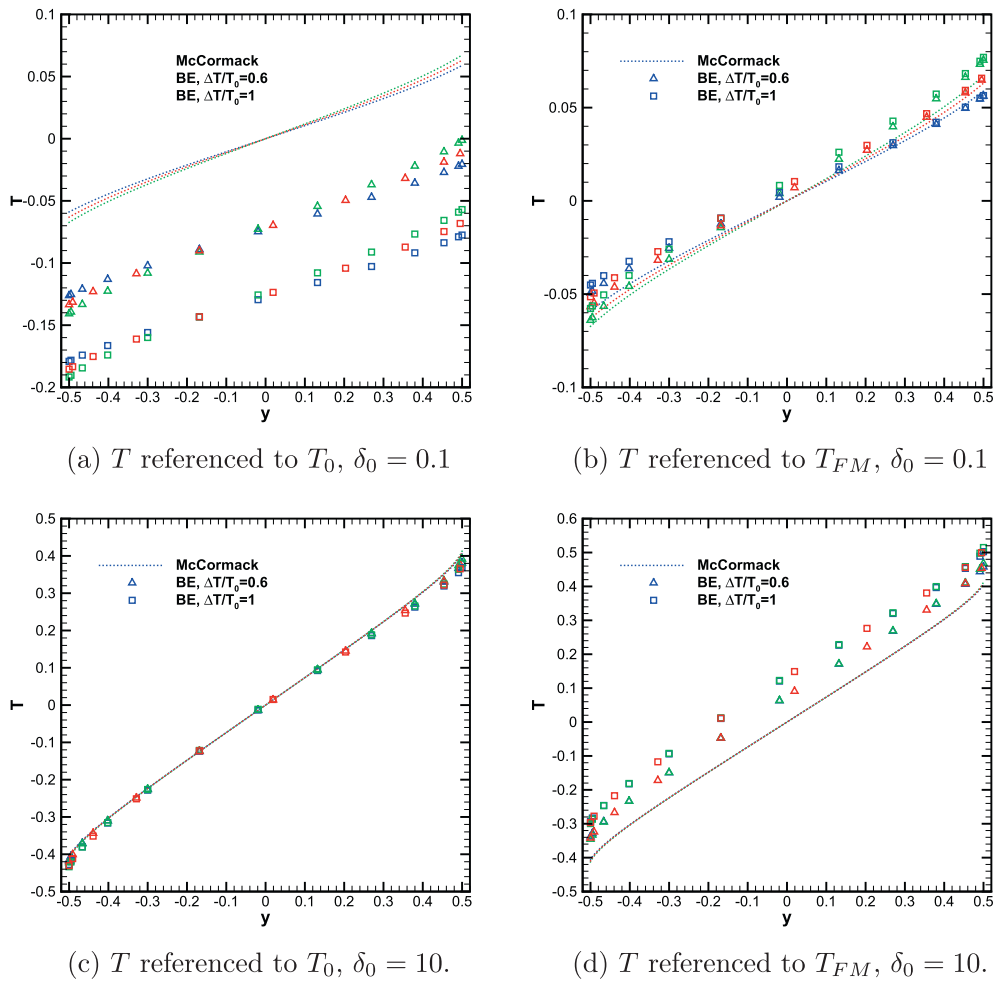 0.1
0.05
0
-0.05
-0.1
-0.15
-0.2
T
McCormack
BE, ΔT/T₀=0.6
BE, ΔT/T₀=1
-0.5 -0.4 -0.3 -0.2 -0.1 0 0.1 0.2 0.3 0.4 0.5
y
(a) T referenced to T₀, δ₀ = 0.1
0.1
0.05
0
-0.05
-0.1
T
McCormack
BE, ΔT/T₀=0.6
BE, ΔT/T₀=1
-0.5 -0.4 -0.3 -0.2 -0.1 0 0.1 0.2 0.3 0.4 0.5
y
(b) T referenced to T_FM, δ₀ = 0.1
0.5
0.4
0.3
0.2
0.1
0
-0.1
-0.2
-0.3
-0.4
-0.5
T
McCormack
BE, ΔT/T₀=0.6
BE, ΔT/T₀=1
-0.5 -0.4 -0.3 -0.2 -0.1 0 0.1 0.2 0.3 0.4 0.5
y
(c) T referenced to T₀, δ₀ = 10.
0.6
0.5
0.4
0.3
0.2
0.1
0
-0.1
-0.2
-0.3
-0.4
-0.5
T
McCormack
BE, ΔT/T₀=0.6
BE, ΔT/T₀=1
-0.5 -0.4 -0.3 -0.2 -0.1 0 0.1 0.2 0.3 0.4 0.5
y
(d) T referenced to T_FM, δ₀ = 10.